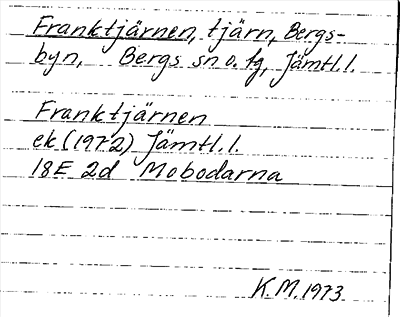 Franktjärnen, tjärn, Bergs-
byn, Bergs sn o. tg, Jämtl. l.
Franktjärnen
ek (1972) Jämtl. l.
18E 2d Mobodarna
K.M. 1973